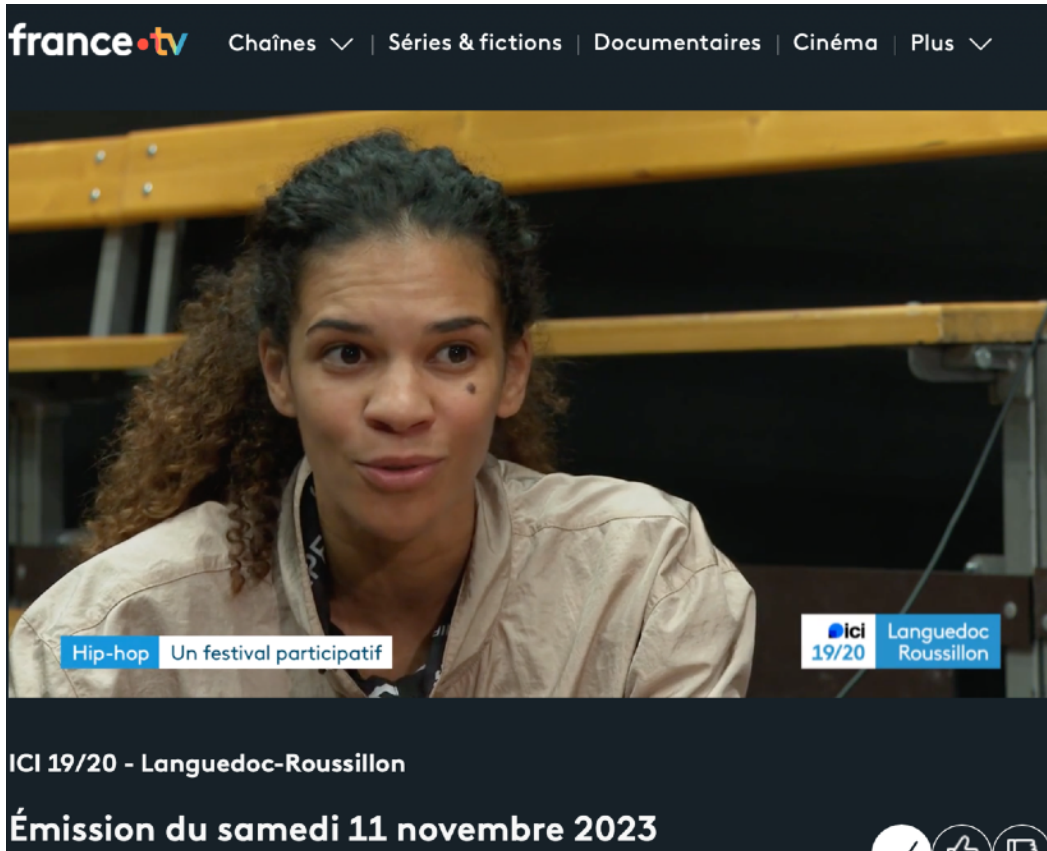 france•tv Chaînes | Séries & fictions | Documentaires | Cinéma | Plus
Hip-hop Un festival participatif
ici Languedoc
19/20 Roussillon
ICI 19/20 - Languedoc-Roussillon
Émission du samedi 11 novembre 2023